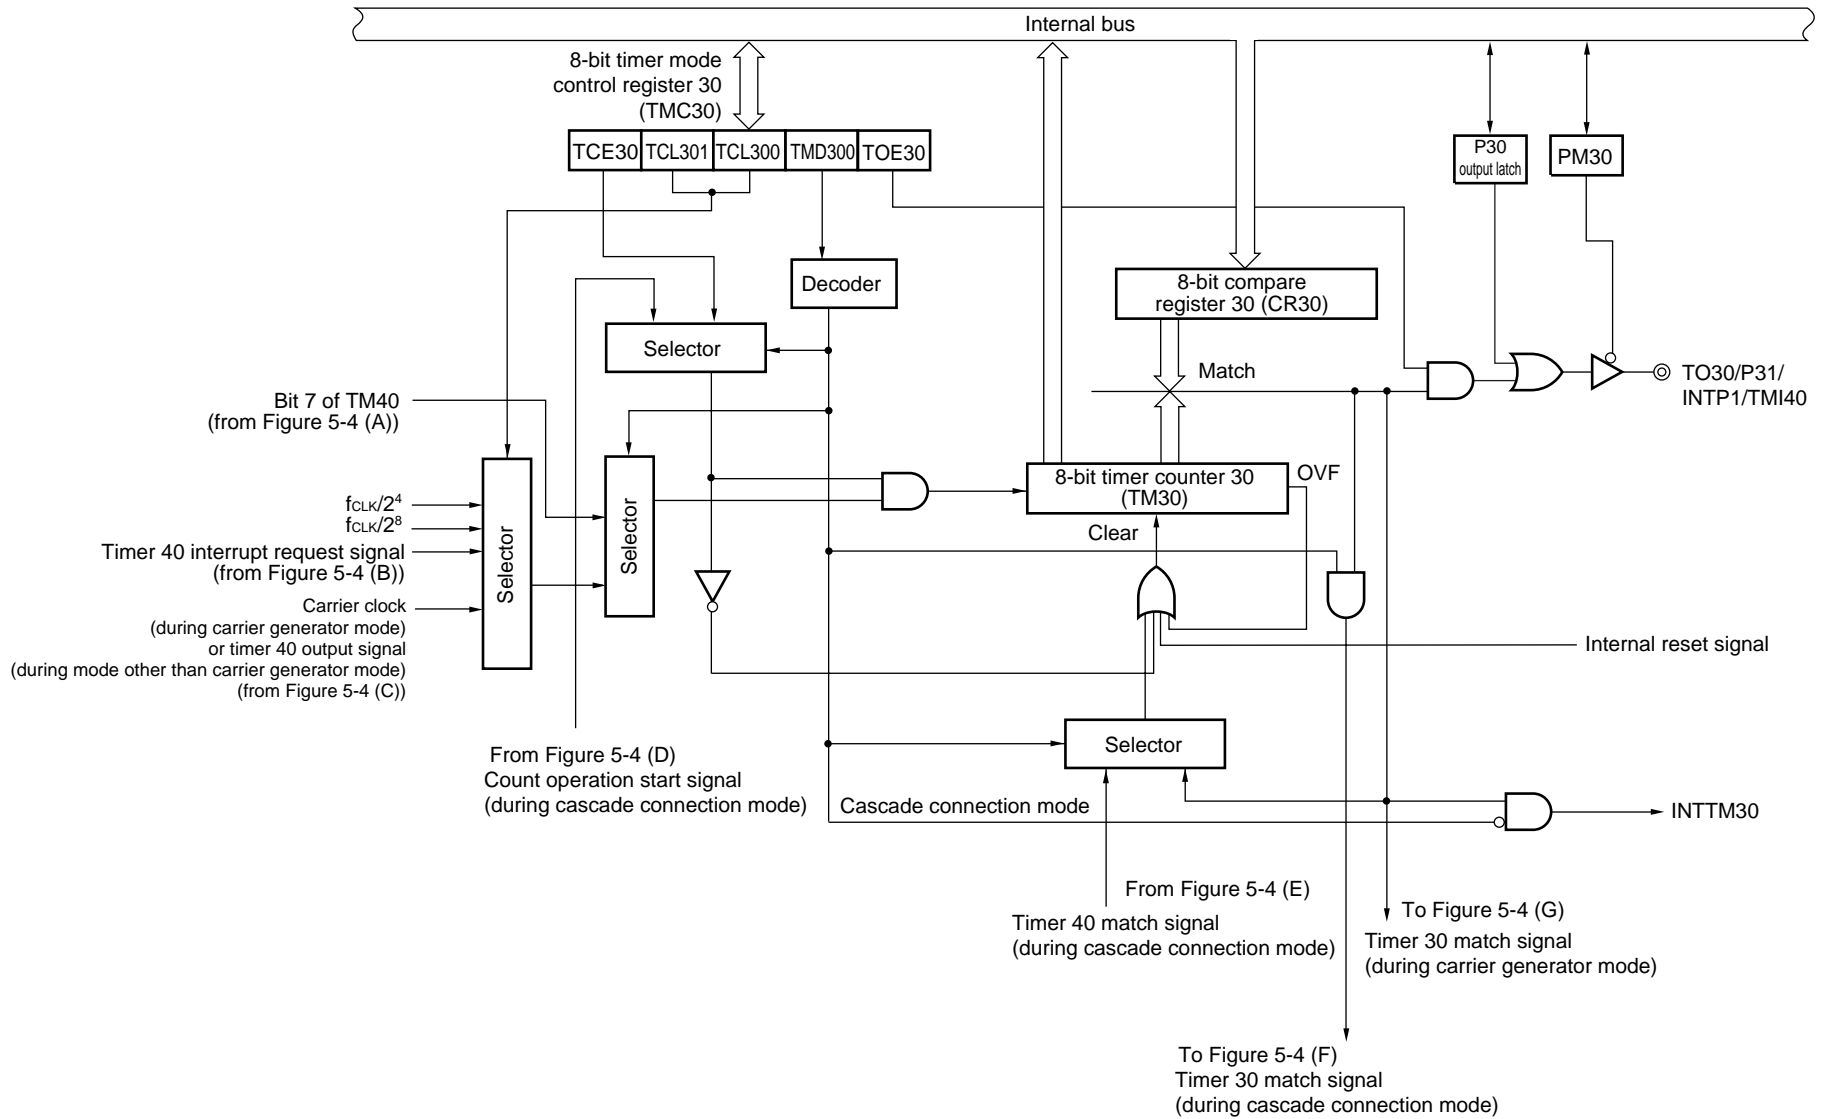 Internal bus
8-bit timer mode
control register 30
(TMC30)
TCE30 TCL301 TCL300 TMD300 TOE30
P30
output latch
PM30
Decoder
8-bit compare
register 30 (CR30)
Selector
Match
TO30/P31/
INTP1/TMI40
Bit 7 of TM40
(from Figure 5-4 (A))
8-bit timer counter 30
(TM30)
OVF
fCLK/2⁴
fCLK/2⁸
Timer 40 interrupt request signal
(from Figure 5-4 (B))
Carrier clock
(during carrier generator mode)
or timer 40 output signal
(during mode other than carrier generator mode)
(from Figure 5-4 (C))
Selector
Selector
Clear
Internal reset signal
From Figure 5-4 (D)
Count operation start signal
(during cascade connection mode)
Selector
Cascade connection mode
INTTM30
From Figure 5-4 (E)
Timer 40 match signal
(during cascade connection mode)
To Figure 5-4 (G)
Timer 30 match signal
(during carrier generator mode)
To Figure 5-4 (F)
Timer 30 match signal
(during cascade connection mode)